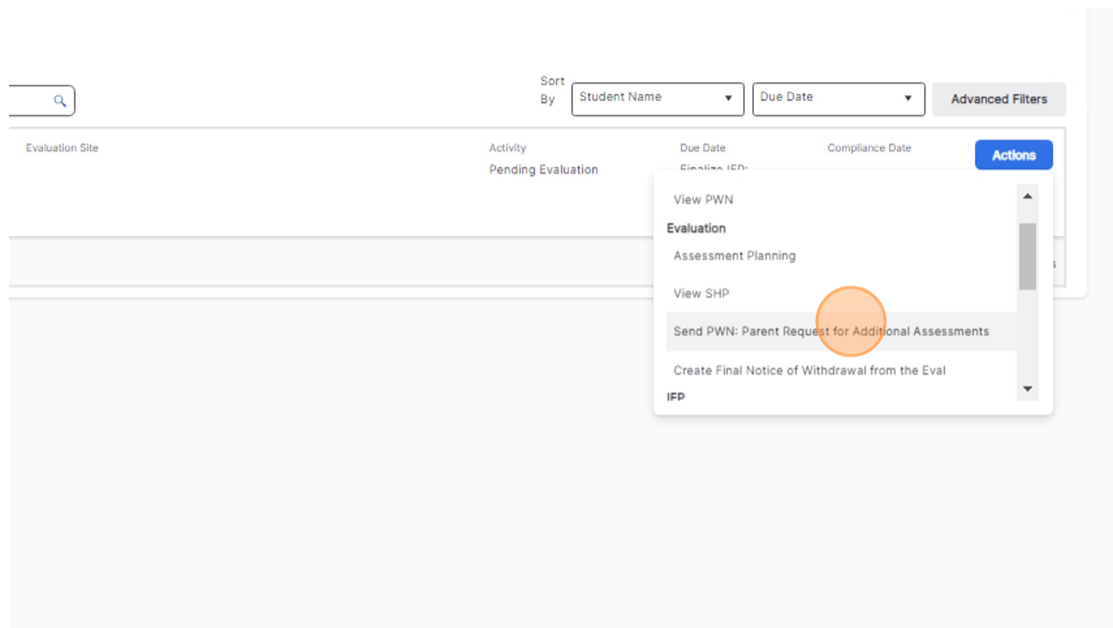 Sort
By
Student Name
Due Date
Advanced Filters
Evaluation Site
Activity
Due Date
Compliance Date
Actions
Pending Evaluation
Finalize IEP:
View PWN
Evaluation
Assessment Planning
View SHP
Send PWN: Parent Request for Additional Assessments
Create Final Notice of Withdrawal from the Eval
IEP
s